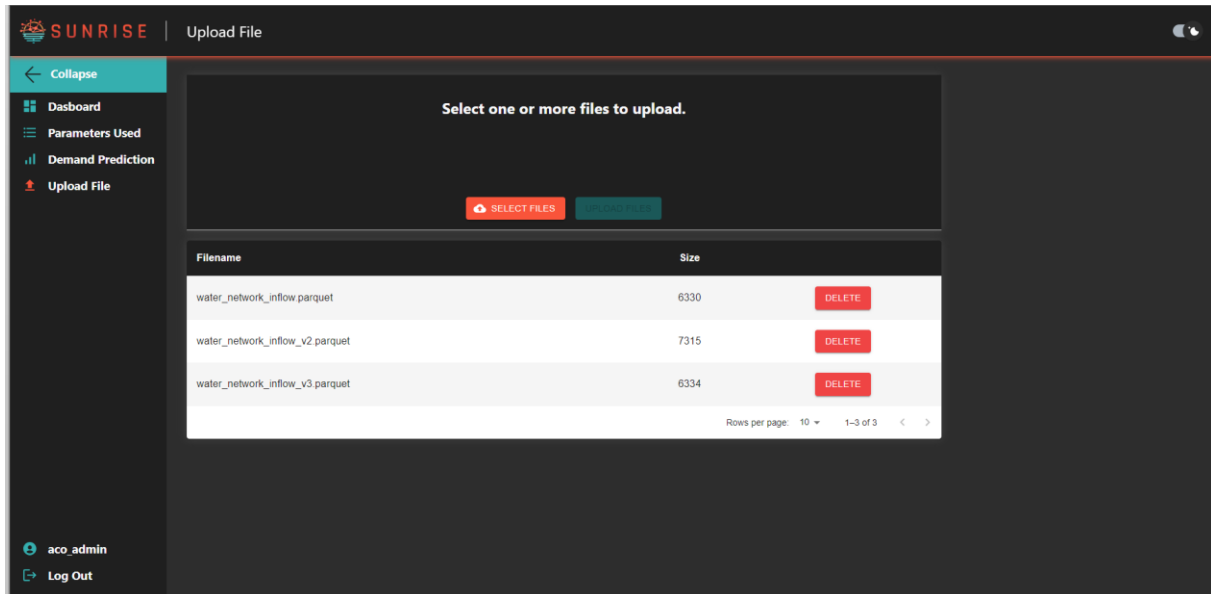 SUNRISE
Upload File
Collapse
Dasboard
Parameters Used
Demand Prediction
Upload File
Select one or more files to upload.
SELECT FILES
UPLOAD FILES
Filename Size
water_network_inflow.parquet 6330 DELETE
water_network_inflow_v2.parquet 7315 DELETE
water_network_inflow_v3.parquet 6334 DELETE
Rows per page: 10 1–3 of 3
aco_admin
Log Out